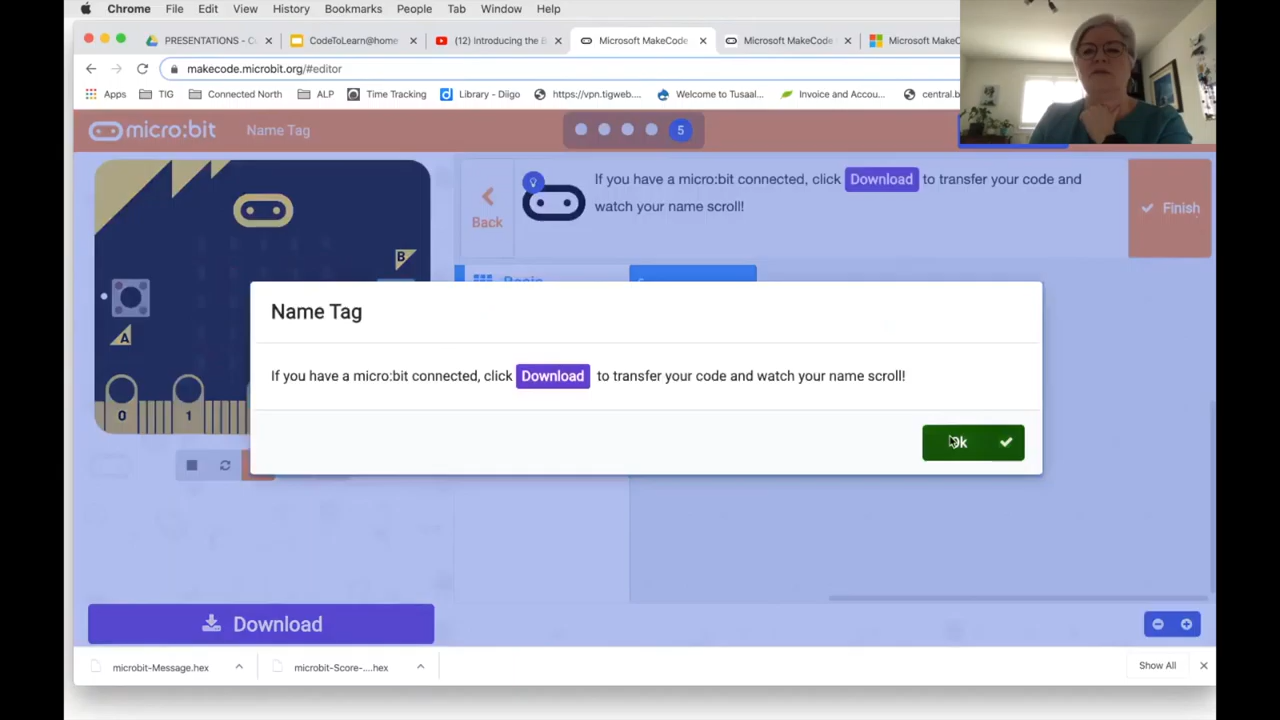 Chrome File Edit View History Bookmarks People Tab Window Help
PRESENTATIONS - C CodeToLearn@home (12) Introducing the B Microsoft MakeCode Microsoft MakeCode Microsoft MakeC
makecode.microbit.org/#editor
Apps TIG Connected North ALP Time Tracking Library - Diigo https://vpn.tigweb.... Welcome to Tusaal... Invoice and Accou... central.b
micro:bit Name Tag 5
If you have a micro:bit connected, click Download to transfer your code and
watch your name scroll!
Back
Finish
B
A
0 1
Name Tag
If you have a micro:bit connected, click Download to transfer your code and watch your name scroll!
Ok
Download
microbit-Message.hex microbit-Score-....hex Show All